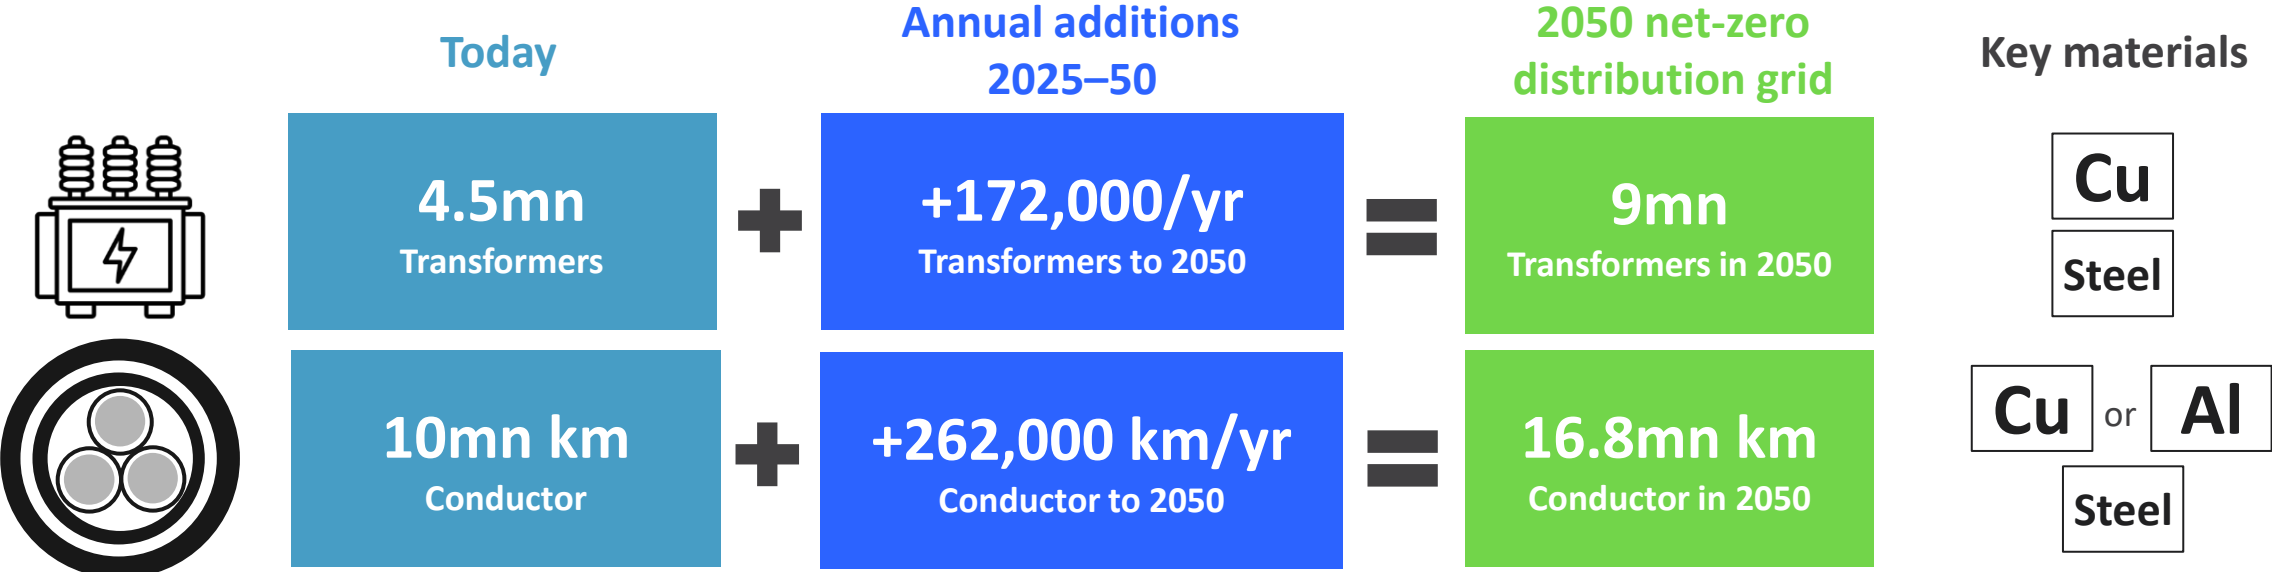 Today
Annual additions
2025–50
2050 net-zero
distribution grid
Key materials
4.5mn
Transformers
+172,000/yr
Transformers to 2050
9mn
Transformers in 2050
Cu
Steel
10mn km
Conductor
+262,000 km/yr
Conductor to 2050
16.8mn km
Conductor in 2050
Cu or Al
Steel